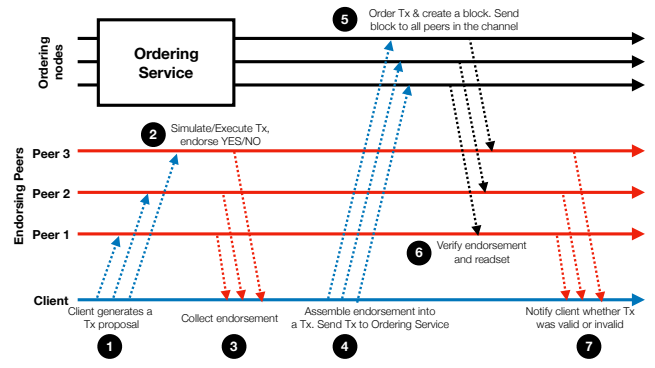 5
Order Tx & create a block. Send
block to all peers in the channel
Ordering
nodes
Ordering
Service
2
Simulate/Execute Tx,
endorse YES/NO
Endorsing Peers
Peer 3
Peer 2
Peer 1
6
Verify endorsement
and readset
Client
Client generates a
Tx proposal
1
Collect endorsement
3
Assemble endorsement into
a Tx. Send Tx to Ordering Service
4
Notify client whether Tx
was valid or invalid
7